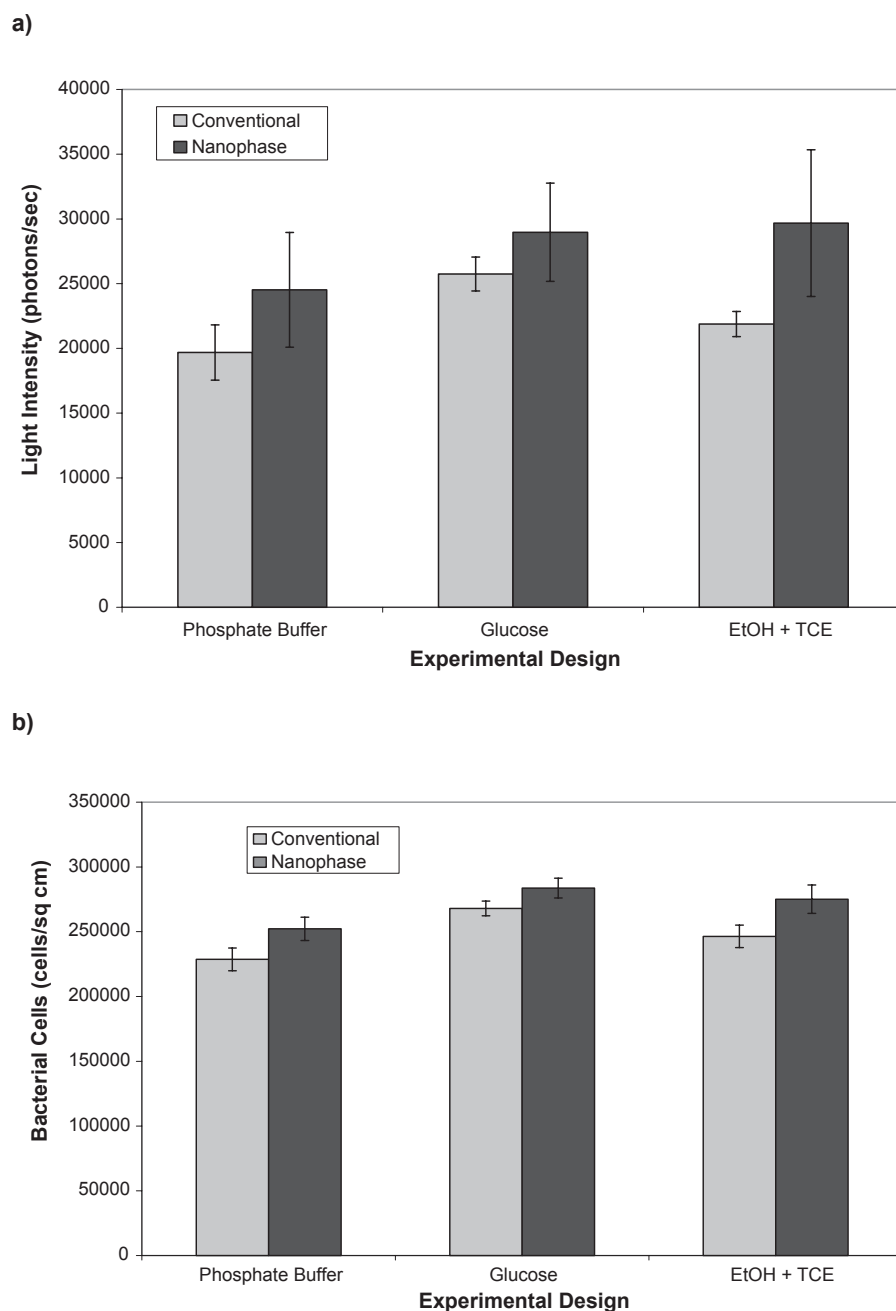 a)
40000
35000
30000
25000
20000
15000
10000
5000
0
Light Intensity (photons/sec)
Conventional
Nanophase
Phosphate Buffer Glucose EtOH + TCE
Experimental Design
b)
350000
300000
250000
200000
150000
100000
50000
0
Bacterial Cells (cells/sq cm)
Conventional
Nanophase
Phosphate Buffer Glucose EtOH + TCE
Experimental Design